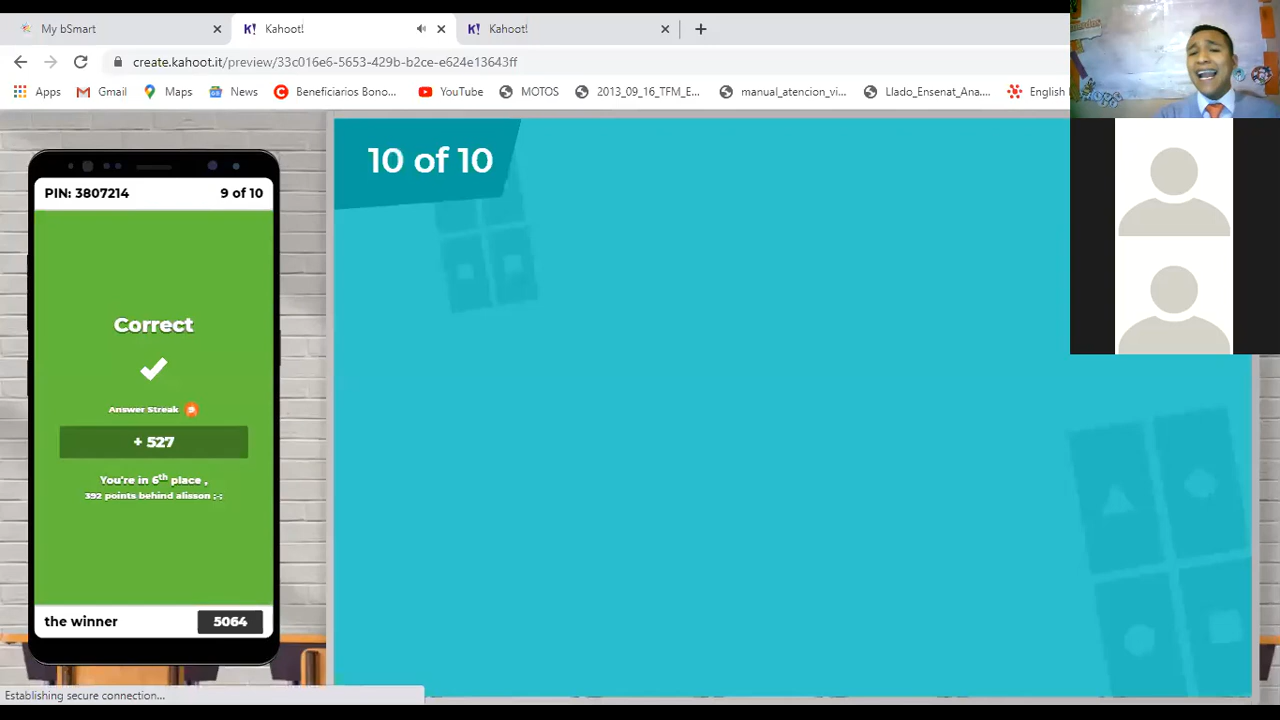 My bSmart
K! Kahoot!
K! Kahoot!
create.kahoot.it/preview/33c016e6-5653-429b-b2ce-e624e13643ff
Apps
Gmail
Maps
News
Beneficiarios Bono...
YouTube
MOTOS
2013_09_16_TFM_E...
manual_atencion_vi...
Llado_Ensenat_Ana...
English
PIN: 3807214
9 of 10
Correct
Answer Streak 9
+ 527
You're in 6th place ,
392 points behind alisson ;-;
the winner
5064
10 of 10
Establishing secure connection...